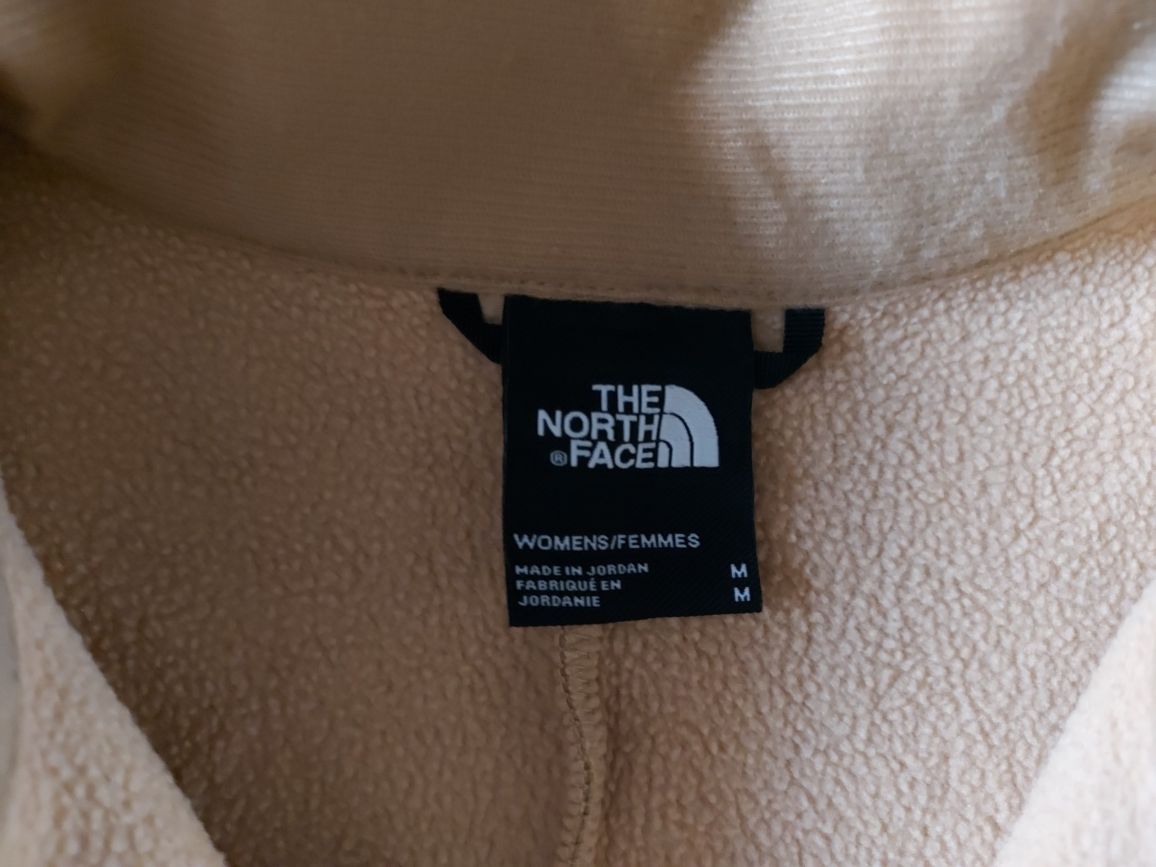 THE
NORTH
®FACE
WOMENS/FEMMES
MADE IN JORDAN M
FABRIQUÉ EN
JORDANIE M